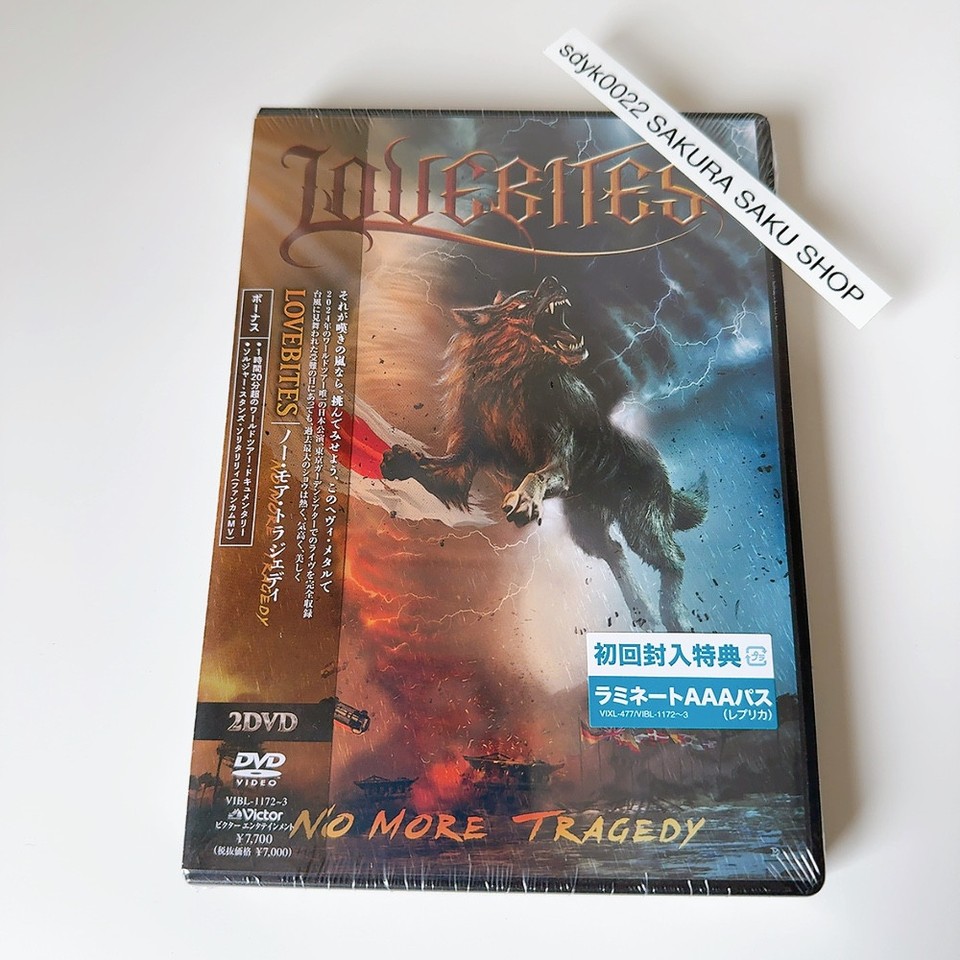 sdyk0022 SAKURA SAKU SHOP
LOVEBITES
それが嘆きの嵐なら、挑んでみせよう、このヘヴィ・メタルで
2024年のワールドツアー唯一の日本公演、東京ガーデンシアターでのライヴを完全収録
台風に見舞われた受難の日にあっても、過去最大のショウは熱く、気高く、美しく
LOVEBITES | ノー・モア・トラジェディ
NO MORE TRAGEDY
ボーナス
●1時間20分超のワールドツアー・ドキュメンタリー
●ソルジャー・スタンズ・ソリタリリィ(ファンカムMV)
初回封入特典 プラ
ラミネートAAAパス
VIXL-477/VIBL-1172〜3 (レプリカ)
2DVD
DVD
VIDEO
VIBL-1172~3
Victor
ビクターエンタテインメント
¥7,700
(税抜価格 ¥7,000)
NO MORE TRAGEDY